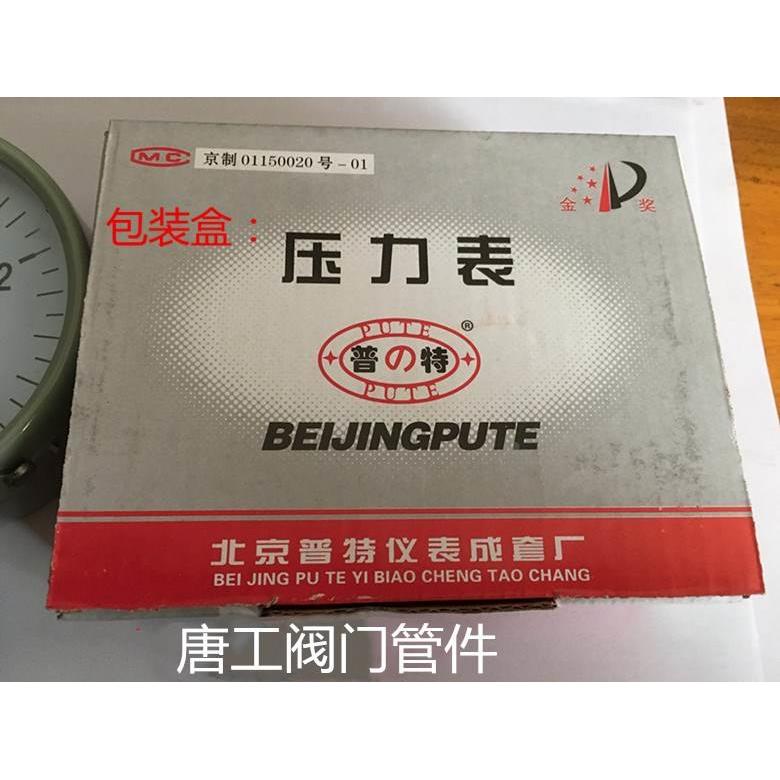 MC 京制 01150020 号 - 01
金 奖
包装盒：
压力表
PUTE
普の特 ®
PUTE
BEIJINGPUTE
北京普特仪表成套厂
BEI JING PU TE YI BIAO CHENG TAO CHANG
唐工阀门管件
2